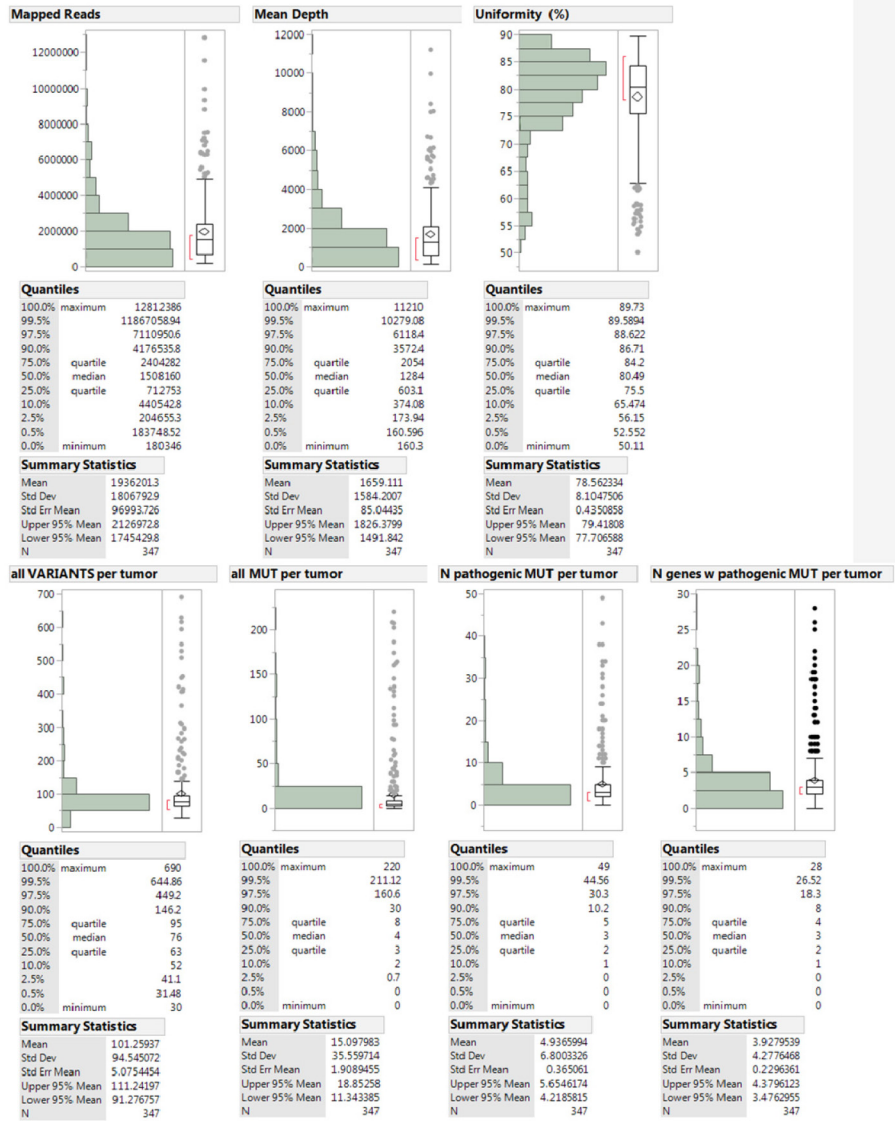 Mapped Reads
12000000
10000000
8000000
6000000
4000000
2000000
0
Quantiles
100.0% maximum 12812386
99.5% 11867058.94
97.5% 7110950.6
90.0% 4176535.8
75.0% quartile 2404282
50.0% median 1508160
25.0% quartile 712753
10.0% 440542.8
2.5% 204655.3
0.5% 183748.52
0.0% minimum 180346
Summary Statistics
Mean 1936201.3
Std Dev 1806792.9
Std Err Mean 96993.726
Upper 95% Mean 2126972.8
Lower 95% Mean 1745429.8
N 347
Mean Depth
12000
10000
8000
6000
4000
2000
0
Quantiles
100.0% maximum 11210
99.5% 10279.08
97.5% 6118.4
90.0% 3572.4
75.0% quartile 2054
50.0% median 1284
25.0% quartile 603.1
10.0% 374.08
2.5% 173.94
0.5% 160.596
0.0% minimum 160.3
Summary Statistics
Mean 1659.111
Std Dev 1584.2007
Std Err Mean 85.04435
Upper 95% Mean 1826.3799
Lower 95% Mean 1491.842
N 347
Uniformity (%)
90
85
80
75
70
65
60
55
50
Quantiles
100.0% maximum 89.73
99.5% 89.5894
97.5% 88.622
90.0% 86.71
75.0% quartile 84.2
50.0% median 80.49
25.0% quartile 75.5
10.0% 65.474
2.5% 56.15
0.5% 52.552
0.0% minimum 50.11
Summary Statistics
Mean 78.562334
Std Dev 8.1047506
Std Err Mean 0.4350858
Upper 95% Mean 79.41808
Lower 95% Mean 77.706588
N 347
all VARIANTS per tumor
700
600
500
400
300
200
100
0
Quantiles
100.0% maximum 690
99.5% 644.86
97.5% 449.2
90.0% 146.2
75.0% quartile 95
50.0% median 76
25.0% quartile 63
10.0% 52
2.5% 41.1
0.5% 31.48
0.0% minimum 30
Summary Statistics
Mean 101.25937
Std Dev 94.545072
Std Err Mean 5.0754454
Upper 95% Mean 111.24197
Lower 95% Mean 91.276757
N 347
all MUT per tumor
200
150
100
50
0
Quantiles
100.0% maximum 220
99.5% 211.12
97.5% 160.6
90.0% 30
75.0% quartile 8
50.0% median 4
25.0% quartile 3
10.0% 2
2.5% 0.7
0.5% 0
0.0% minimum 0
Summary Statistics
Mean 15.097983
Std Dev 35.559714
Std Err Mean 1.9089455
Upper 95% Mean 18.85258
Lower 95% Mean 11.343385
N 347
N pathogenic MUT per tumor
50
40
30
20
10
0
Quantiles
100.0% maximum 49
99.5% 44.56
97.5% 30.3
90.0% 10.2
75.0% quartile 5
50.0% median 3
25.0% quartile 2
10.0% 1
2.5% 0
0.5% 0
0.0% minimum 0
Summary Statistics
Mean 4.9365994
Std Dev 6.8003326
Std Err Mean 0.365061
Upper 95% Mean 5.6546174
Lower 95% Mean 4.2185815
N 347
N genes w pathogenic MUT per tumor
30
25
20
15
10
5
0
Quantiles
100.0% maximum 28
99.5% 26.52
97.5% 18.3
90.0% 8
75.0% quartile 4
50.0% median 3
25.0% quartile 2
10.0% 1
2.5% 0
0.5% 0
0.0% minimum 0
Summary Statistics
Mean 3.9279539
Std Dev 4.2776468
Std Err Mean 0.2296361
Upper 95% Mean 4.3796123
Lower 95% Mean 3.4762955
N 347